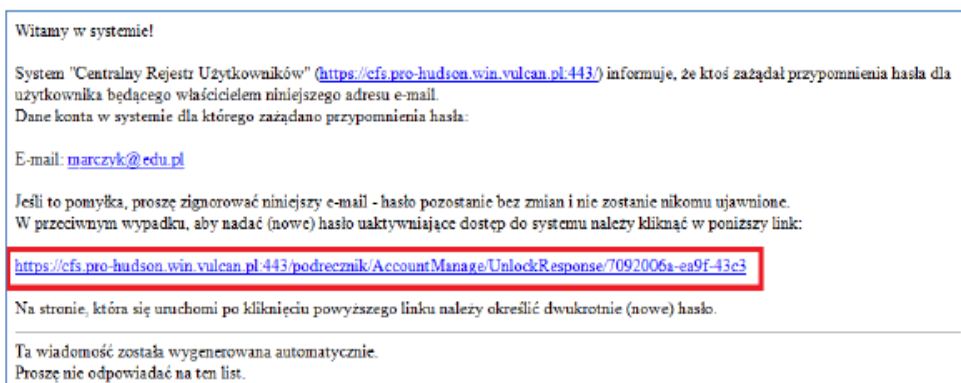 Witamy w systemie!
System "Centralny Rejestr Użytkowników" (https://cfs.pro-hudson.win.vulcan.pl:443/) informuje, że ktoś zażądał przypomnienia hasła dla
użytkownika będącego właścicielem niniejszego adresu e-mail.
Dane konta w systemie dla którego zażądano przypomnienia hasła:
E-mail: marczyk@edu.pl
Jeśli to pomyłka, proszę zignorować niniejszy e-mail - hasło pozostanie bez zmian i nie zostanie nikomu ujawnione.
W przeciwnym wypadku, aby nadać (nowe) hasło uaktywniające dostęp do systemu należy kliknąć w poniższy link:
https://cfs.pro-hudson.win.vulcan.pl:443/podrecznik/AccountManage/UnlockResponse/7092006a-ea9f-43c3
Na stronie, która się uruchomi po kliknięciu powyższego linku należy określić dwukrotnie (nowe) hasło.
Ta wiadomość została wygenerowana automatycznie.
Proszę nie odpowiadać na ten list.